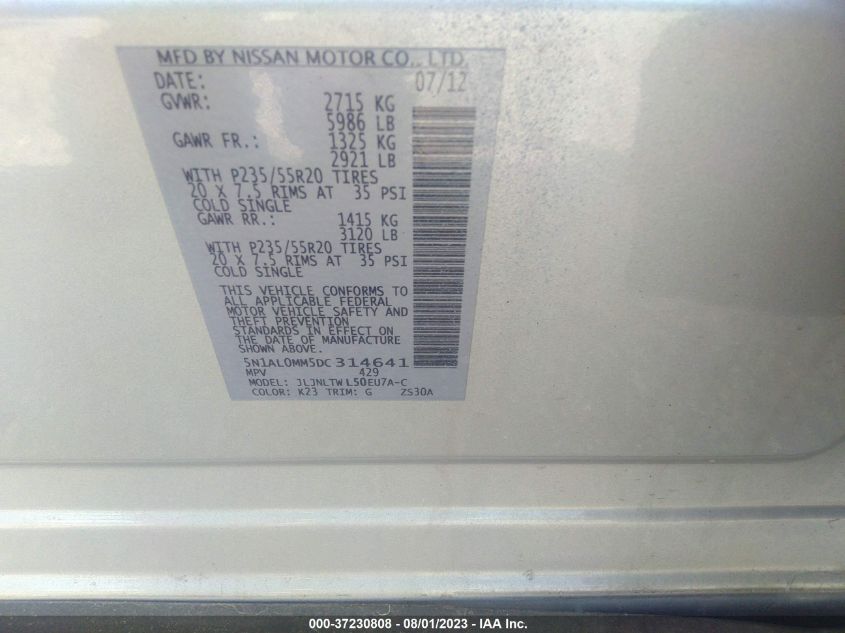 MFD BY NISSAN MOTOR CO., LTD.
DATE: 07/12
GVWR: 2715 KG
5986 LB
GAWR FR.: 1325 KG
2921 LB
WITH P235/55R20 TIRES
20 X 7.5 RIMS AT 35 PSI
COLD SINGLE
GAWR RR.: 1415 KG
3120 LB
WITH P235/55R20 TIRES
20 X 7.5 RIMS AT 35 PSI
COLD SINGLE
THIS VEHICLE CONFORMS TO
ALL APPLICABLE FEDERAL
MOTOR VEHICLE SAFETY AND
THEFT PREVENTION
STANDARDS IN EFFECT ON
THE DATE OF MANUFACTURE
SHOWN ABOVE.
5N1AL0MM5DC314641
MPV 429
MODEL: JLJNLTWL50EU7A-C
COLOR: K23 TRIM: G ZS30A
000-37230808 - 08/01/2023 - Copyright IAA, Inc.